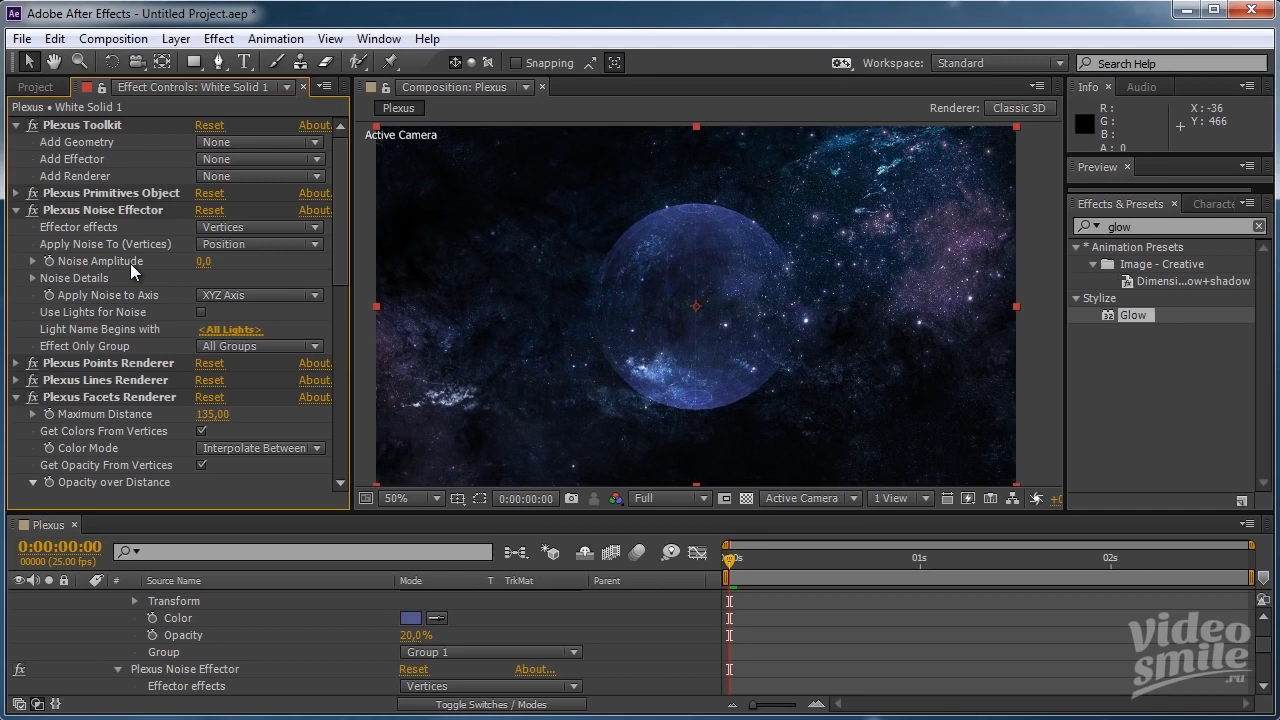 Adobe After Effects - Untitled Project.aep *
File Edit Composition Layer Effect Animation View Window Help
Snapping Workspace: Standard Search Help
Project Effect Controls: White Solid 1 Composition: Plexus Info Audio
Plexus • White Solid 1
Plexus Renderer: Classic 3D
Active Camera
R : X : -36
G : Y : 466
B :
A : 0
Plexus Toolkit Reset About.
Add Geometry None
Add Effector None
Add Renderer None
Plexus Primitives Object Reset About.
Plexus Noise Effector Reset About.
Effector effects Vertices
Apply Noise To (Vertices) Position
Noise Amplitude 0,0
Noise Details
Apply Noise to Axis XYZ Axis
Use Lights for Noise
Light Name Begins with <All Lights>
Effect Only Group All Groups
Plexus Points Renderer Reset About.
Plexus Lines Renderer Reset About.
Plexus Facets Renderer Reset About.
Maximum Distance 135,00
Get Colors From Vertices
Color Mode Interpolate Between
Get Opacity From Vertices
Opacity over Distance
Preview
Effects & Presets Characte
glow
* Animation Presets
Image - Creative
Dimensi...ow+shadow
Stylize
Glow
50% 0:00:00:00 Full Active Camera 1 View +0
Plexus
0:00:00:00
00000 (25.00 fps)
00s 01s 02s
# Source Name Mode T TrkMat Parent
Transform
Color
Opacity 20,0%
Group Group 1
Plexus Noise Effector Reset About...
Effector effects Vertices
Toggle Switches / Modes
video
smile
.ru